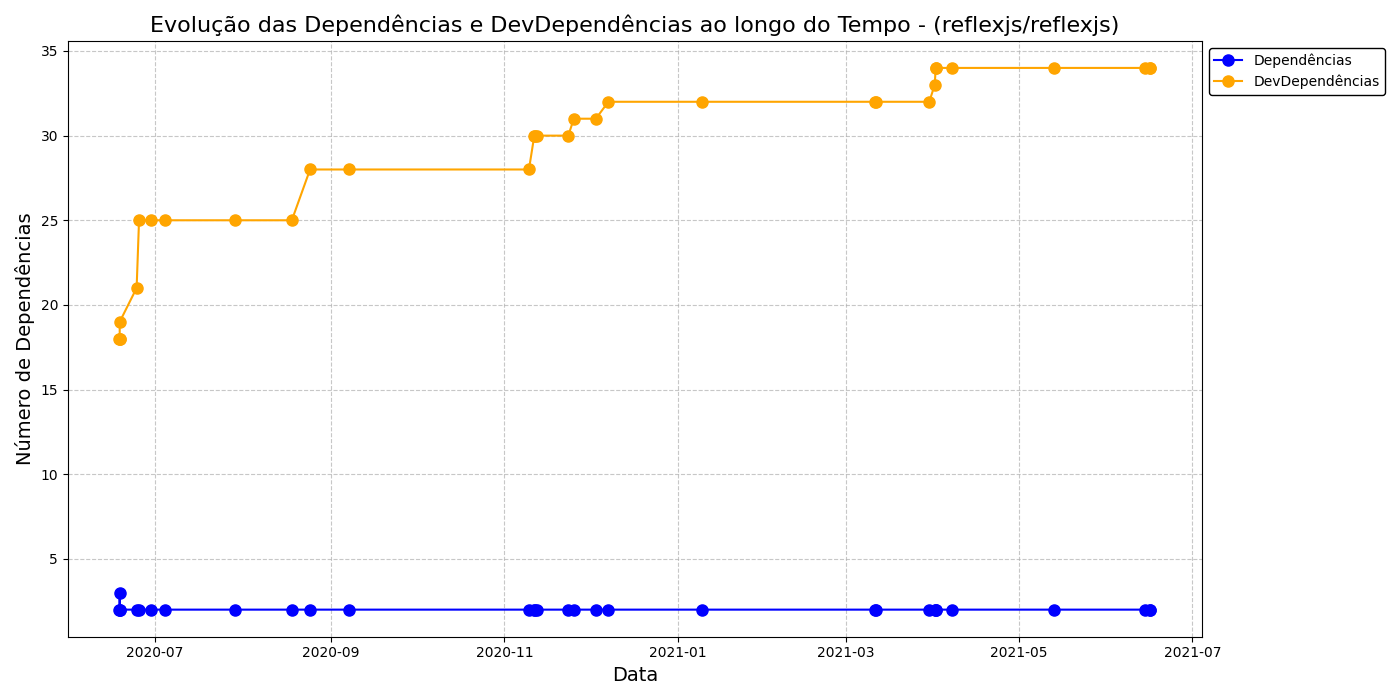 Evolução das Dependências e DevDependências ao longo do Tempo - (reflexjs/reflexjs)
Dependências
DevDependências
Número de Dependências
35
30
25
20
15
10
5
2020-07
2020-09
2020-11
2021-01
2021-03
2021-05
2021-07
Data